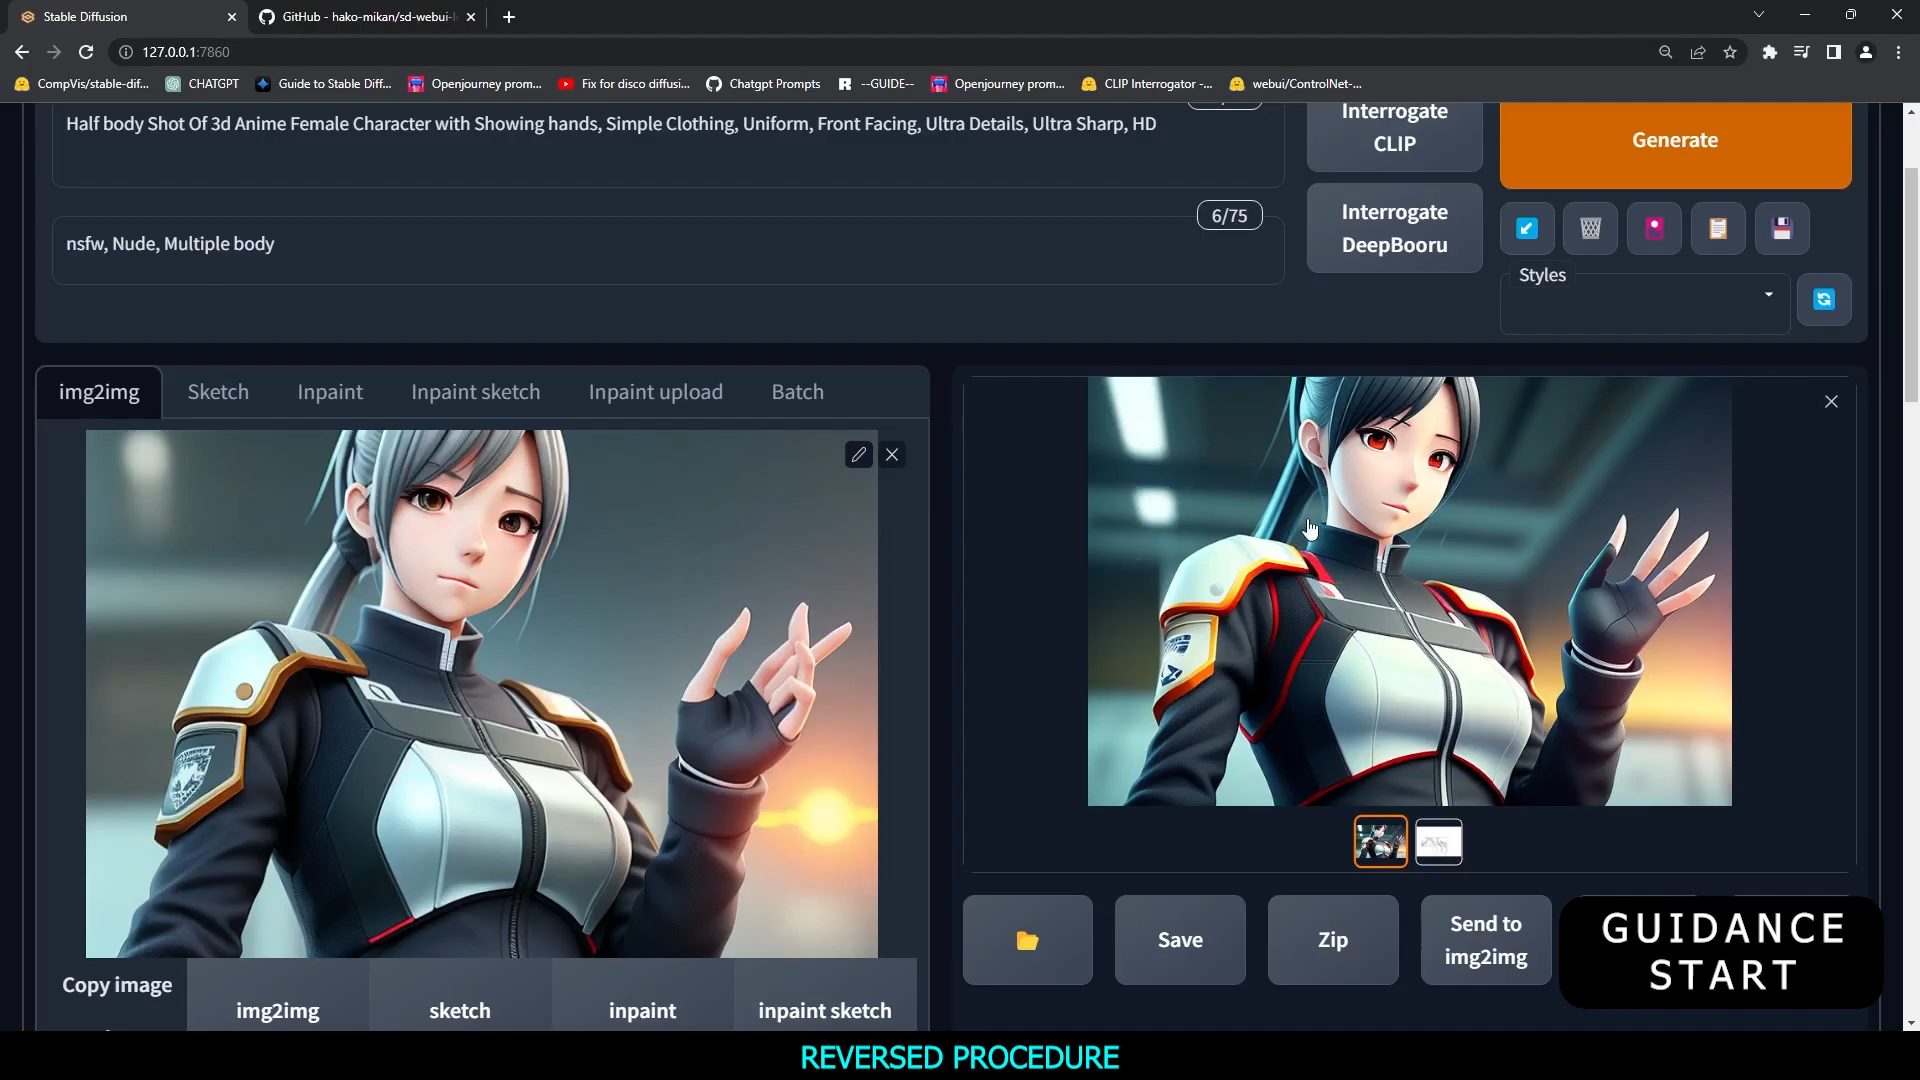 Stable Diffusion
GitHub - hako-mikan/sd-webui-l
127.0.0.1:7860
CompVis/stable-dif...
CHATGPT
Guide to Stable Diff...
Openjourney prom...
Fix for disco diffusi...
Chatgpt Prompts
--GUIDE--
Openjourney prom...
CLIP Interrogator -...
webui/ControlNet-...
Half body Shot Of 3d Anime Female Character with Showing hands, Simple Clothing, Uniform, Front Facing, Ultra Details, Ultra Sharp, HD
Interrogate
CLIP
Generate
6/75
nsfw, Nude, Multiple body
Interrogate
DeepBooru
Styles
img2img
Sketch
Inpaint
Inpaint sketch
Inpaint upload
Batch
Save
Zip
Send to
img2img
GUIDANCE
START
Copy image
img2img
sketch
inpaint
inpaint sketch
REVERSED PROCEDURE